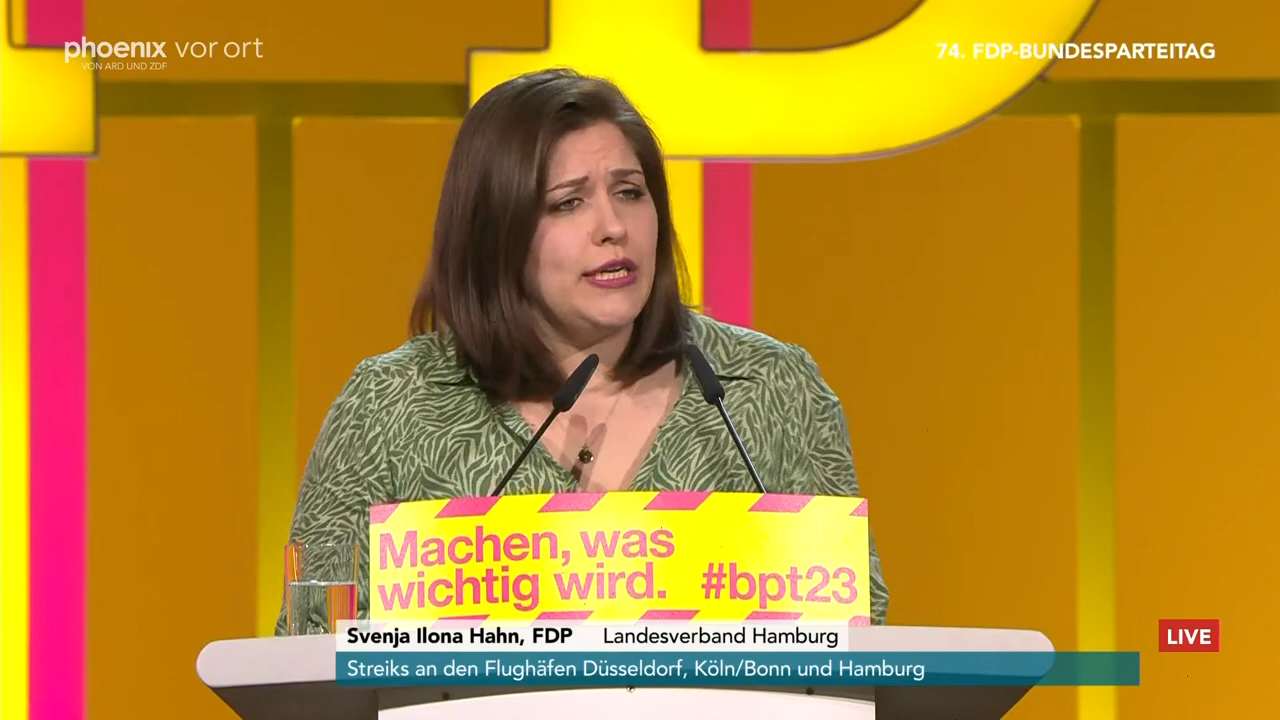 phoenix vor ort
VON ARD UND ZDF
74. FDP-BUNDESPARTEITAG
Machen, was
wichtig wird. #bpt23
Svenja Ilona Hahn, FDP Landesverband Hamburg
LIVE
Streiks an den Flughäfen Düsseldorf, Köln/Bonn und Hamburg